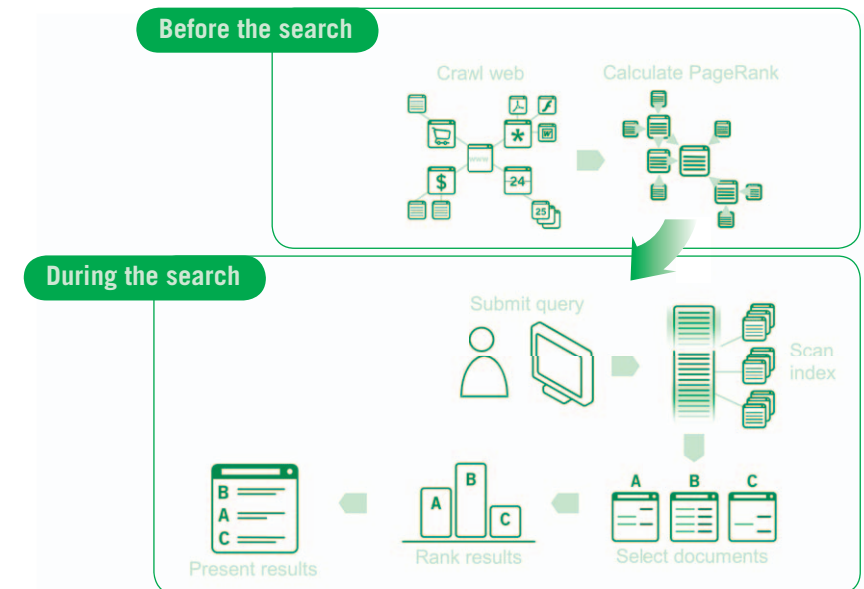 Before the search
Crawl web
Calculate PageRank
www
W
*
$
24
25
During the search
Submit query
Scan
index
A B C
Select documents
A
B
C
Rank results
B
A
C
Present results